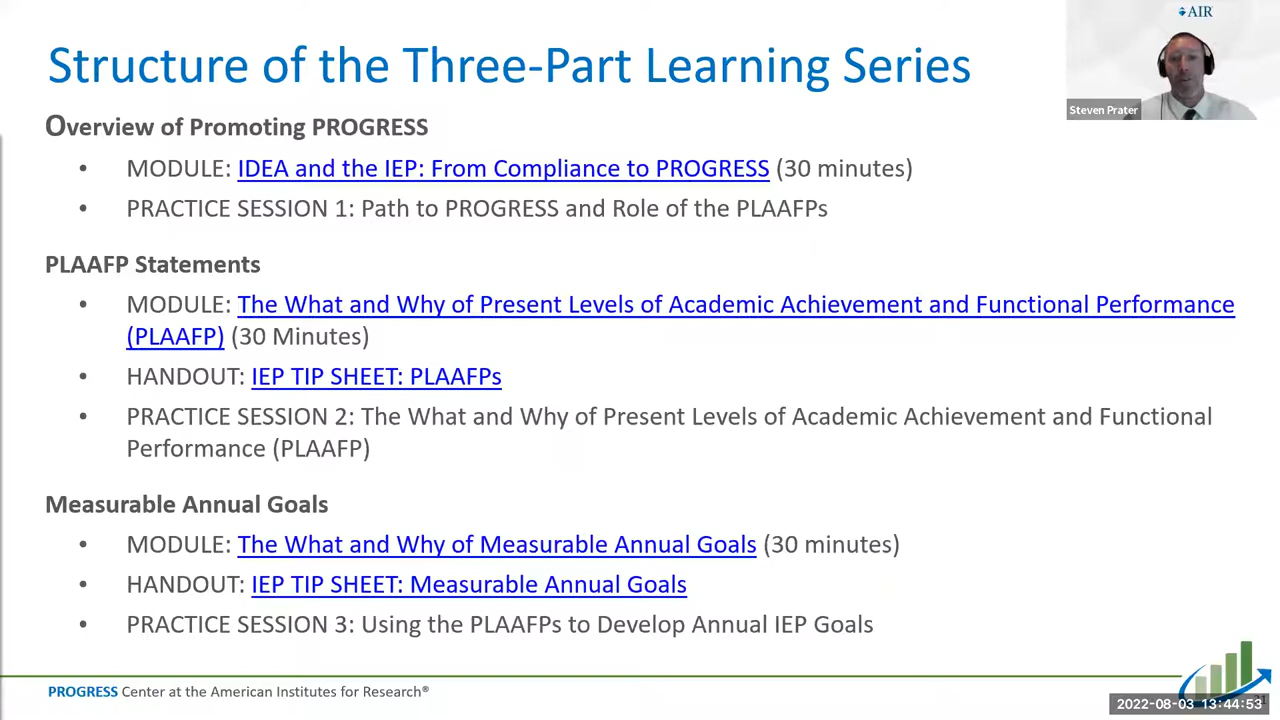 AIR
Structure of the Three-Part Learning Series
Steven Prater
Overview of Promoting PROGRESS
• MODULE: IDEA and the IEP: From Compliance to PROGRESS (30 minutes)
• PRACTICE SESSION 1: Path to PROGRESS and Role of the PLAAFPs
PLAAFP Statements
• MODULE: The What and Why of Present Levels of Academic Achievement and Functional Performance
(PLAAFP) (30 Minutes)
• HANDOUT: IEP TIP SHEET: PLAAFPs
• PRACTICE SESSION 2: The What and Why of Present Levels of Academic Achievement and Functional
Performance (PLAAFP)
Measurable Annual Goals
• MODULE: The What and Why of Measurable Annual Goals (30 minutes)
• HANDOUT: IEP TIP SHEET: Measurable Annual Goals
• PRACTICE SESSION 3: Using the PLAAFPs to Develop Annual IEP Goals
PROGRESS Center at the American Institutes for Research®
2022-08-03 13:44:53